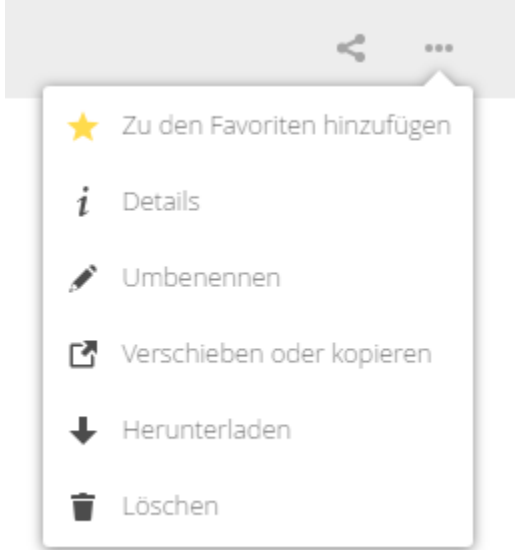 Zu den Favoriten hinzufügen
Details
Umbenennen
Verschieben oder kopieren
Herunterladen
Löschen